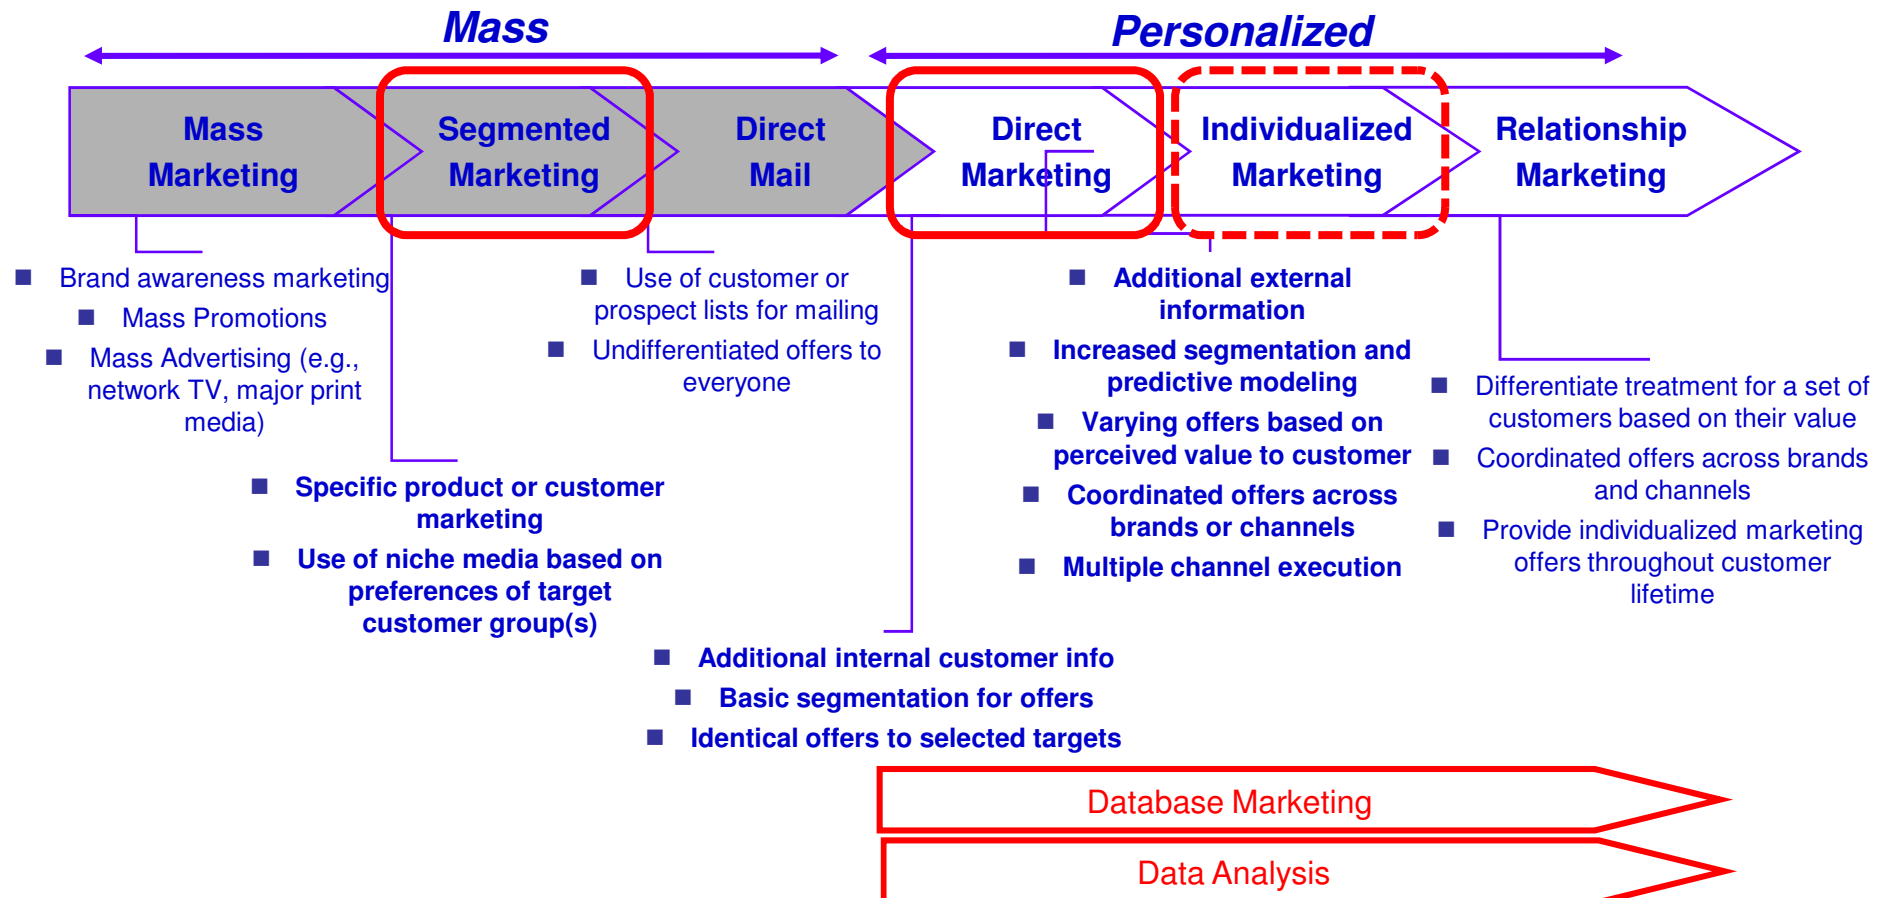 Mass
Personalized
Mass
Marketing
Segmented
Marketing
Direct
Mail
Direct
Marketing
Individualized
Marketing
Relationship
Marketing
Brand awareness marketing
Mass Promotions
Mass Advertising (e.g.,
network TV, major print
media)
Specific product or customer
marketing
Use of niche media based on
preferences of target
customer group(s)
Use of customer or
prospect lists for mailing
Undifferentiated offers to
everyone
Additional internal customer info
Basic segmentation for offers
Identical offers to selected targets
Additional external
information
Increased segmentation and
predictive modeling
Varying offers based on
perceived value to customer
Coordinated offers across
brands or channels
Multiple channel execution
Differentiate treatment for a set of
customers based on their value
Coordinated offers across brands
and channels
Provide individualized marketing
offers throughout customer
lifetime
Database Marketing
Data Analysis